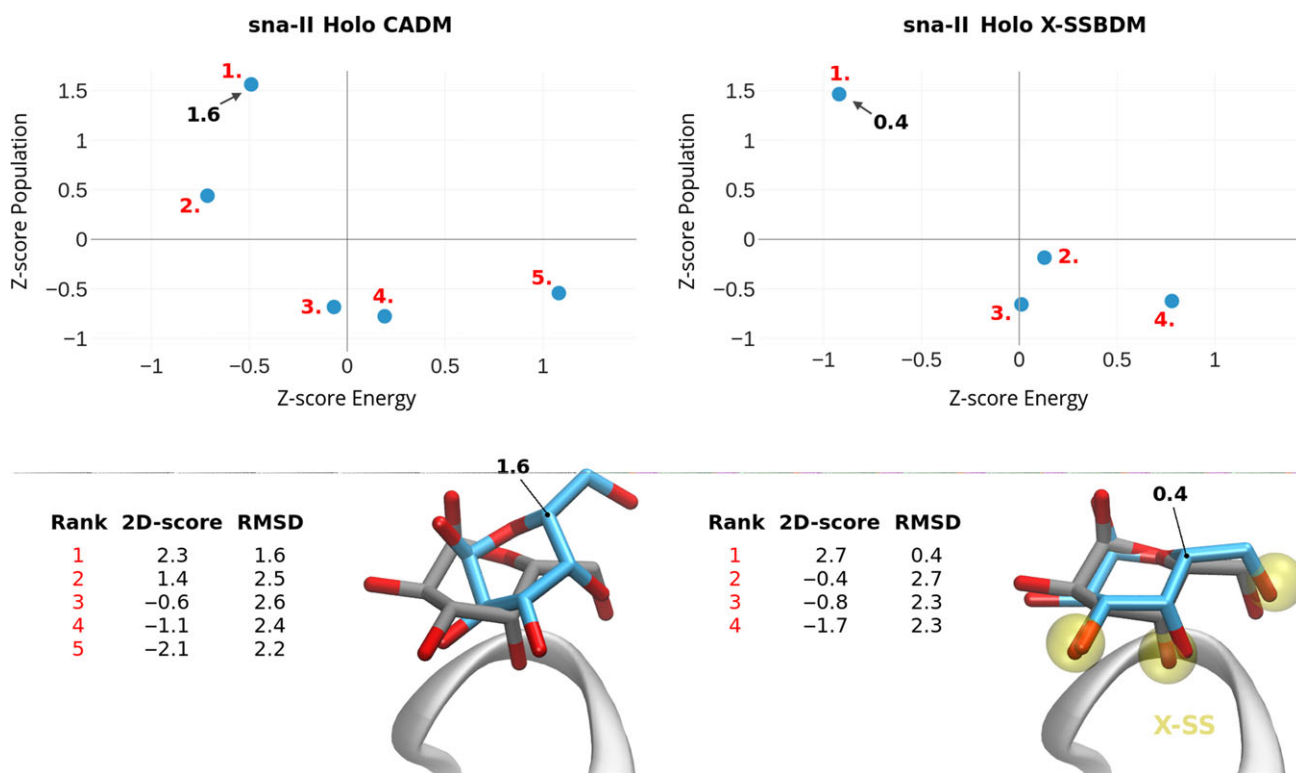 sna-II Holo CADM
1.
1.6
2.
3.
4.
5.
Z-score Population
1.5
1
0.5
0
−0.5
−1
−1
−0.5
0
0.5
1
Z-score Energy
sna-II Holo X-SSBDM
1.
0.4
2.
3.
4.
Z-score Population
1.5
1
0.5
0
−0.5
−1
−1
−0.5
0
0.5
1
Z-score Energy
1.6
Rank 2D-score RMSD
1 2.3 1.6
2 1.4 2.5
3 −0.6 2.6
4 −1.1 2.4
5 −2.1 2.2
0.4
Rank 2D-score RMSD
1 2.7 0.4
2 −0.4 2.7
3 −0.8 2.3
4 −1.7 2.3
X-SS